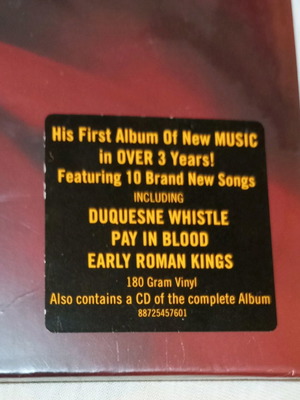 His First Album Of New MUSIC
in OVER 3 Years!
Featuring 10 Brand New Songs
INCLUDING
DUQUESNE WHISTLE
PAY IN BLOOD
EARLY ROMAN KINGS
180 Gram Vinyl
Also contains a CD of the complete Album
88725457601